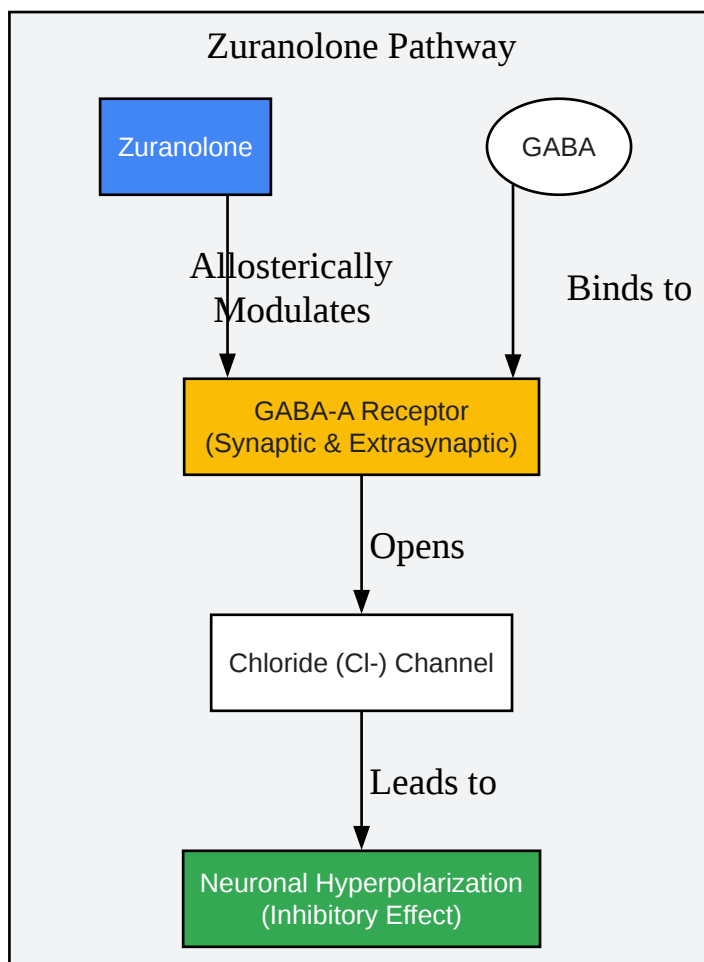 Zuranolone Pathway
Zuranolone
GABA
Allosterically
Modulates
Binds to
GABA-A Receptor
(Synaptic & Extrasynaptic)
Opens
Chloride (Cl-) Channel
Leads to
Neuronal Hyperpolarization
(Inhibitory Effect)